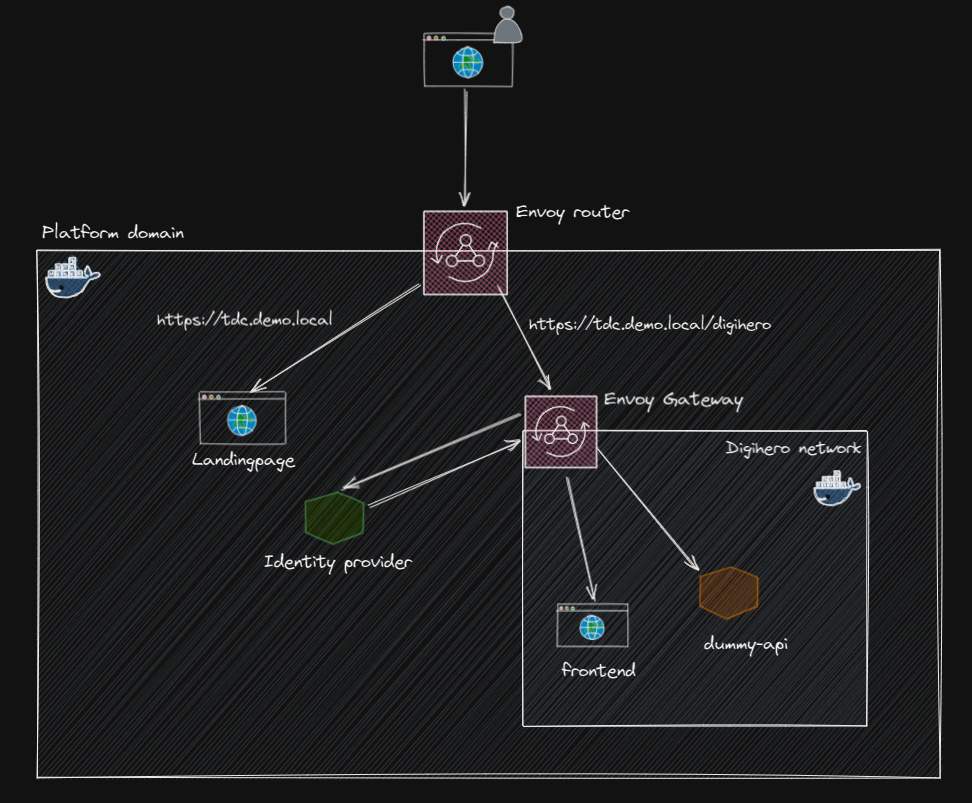 Envoy router
Platform domain
https://tdc.demo.local
https://tdc.demo.local/digihero
Envoy Gateway
Digihero network
Landingpage
Identity provider
dummy-api
frontend